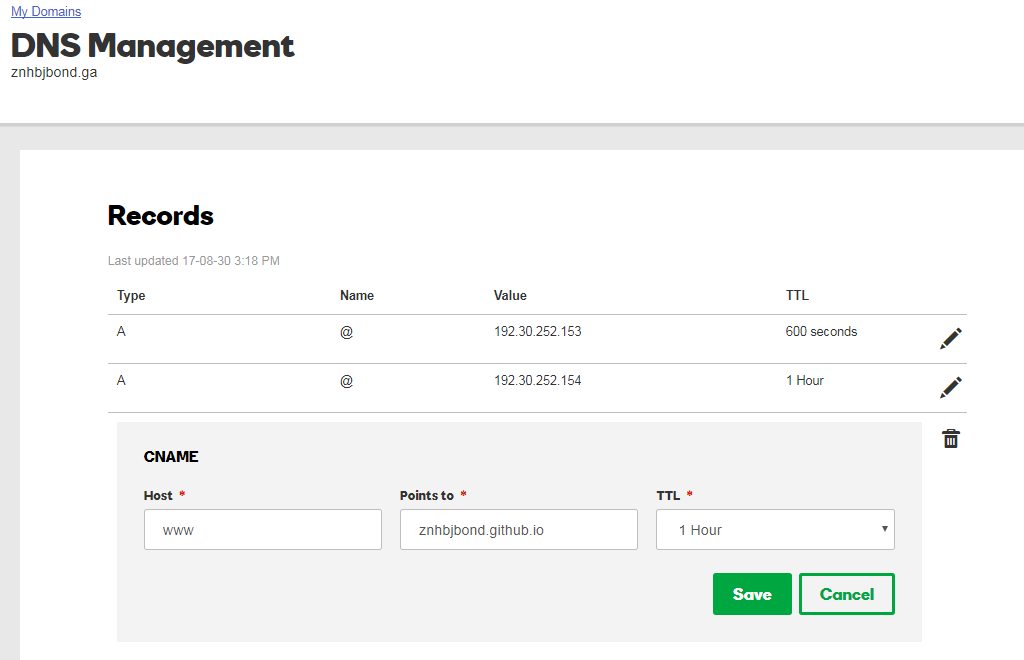 My Domains
DNS Management
znhbjbond.ga
Records
Last updated 17-08-30 3:18 PM
Type Name Value TTL
A @ 192.30.252.153 600 seconds
A @ 192.30.252.154 1 Hour
CNAME
Host * Points to * TTL *
www znhbjbond.github.io 1 Hour
Save Cancel